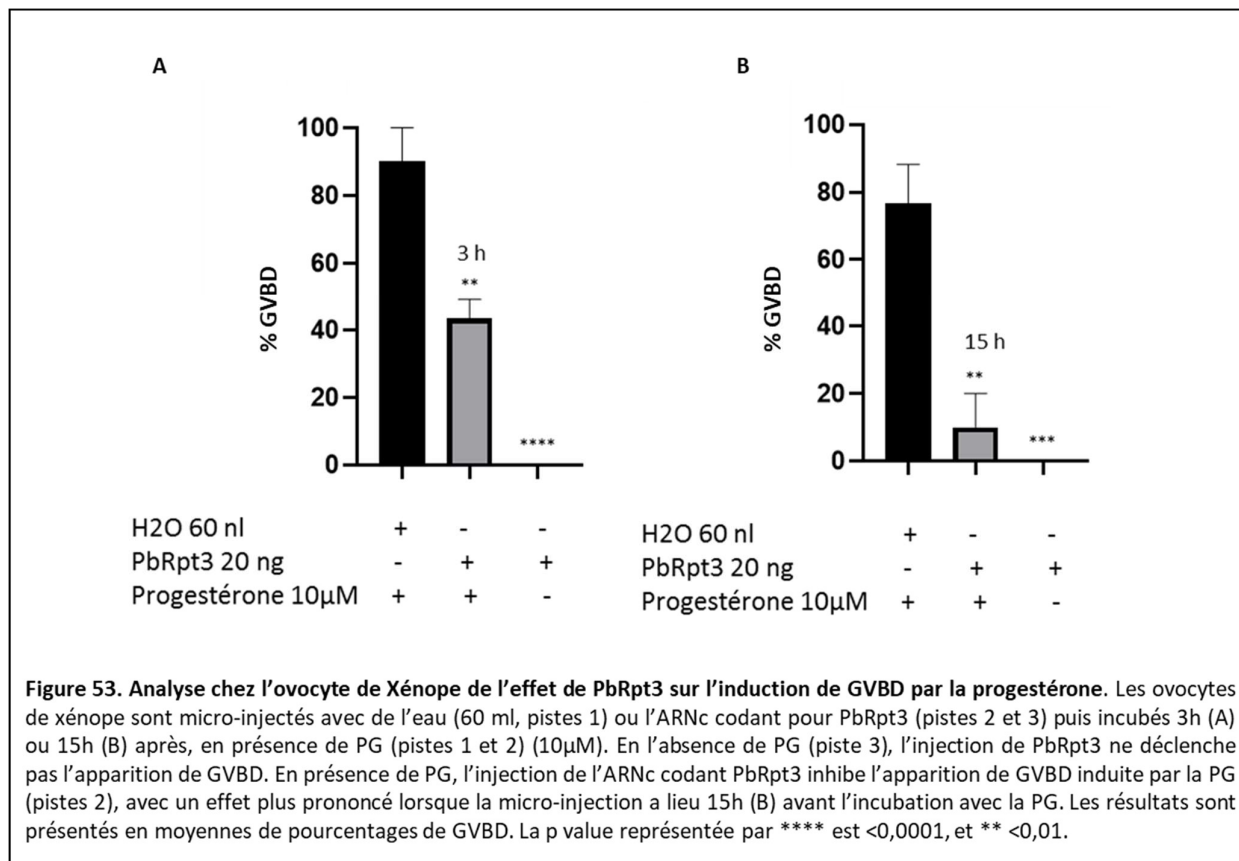 A
B
100
80
60
40
20
0
% GVBD
3 h
**
****
100
80
60
40
20
0
% GVBD
15 h
**
***
H2O 60 nl + - -
PbRpt3 20 ng - + +
Progestérone 10µM + + -
H2O 60 nl + - -
PbRpt3 20 ng - + +
Progestérone 10µM + + -
Figure 53. Analyse chez l’ovocyte de Xénope de l’effet de PbRpt3 sur l’induction de GVBD par la progestérone. Les ovocytes
de xénope sont micro-injectés avec de l’eau (60 ml, pistes 1) ou l’ARNc codant pour PbRpt3 (pistes 2 et 3) puis incubés 3h (A)
ou 15h (B) après, en présence de PG (pistes 1 et 2) (10µM). En l’absence de PG (piste 3), l’injection de PbRpt3 ne déclenche
pas l’apparition de GVBD. En présence de PG, l’injection de l’ARNc codant PbRpt3 inhibe l’apparition de GVBD induite par la PG
(pistes 2), avec un effet plus prononcé lorsque la micro-injection a lieu 15h (B) avant l’incubation avec la PG. Les résultats sont
présentés en moyennes de pourcentages de GVBD. La p value représentée par **** est <0,0001, et ** <0,01.